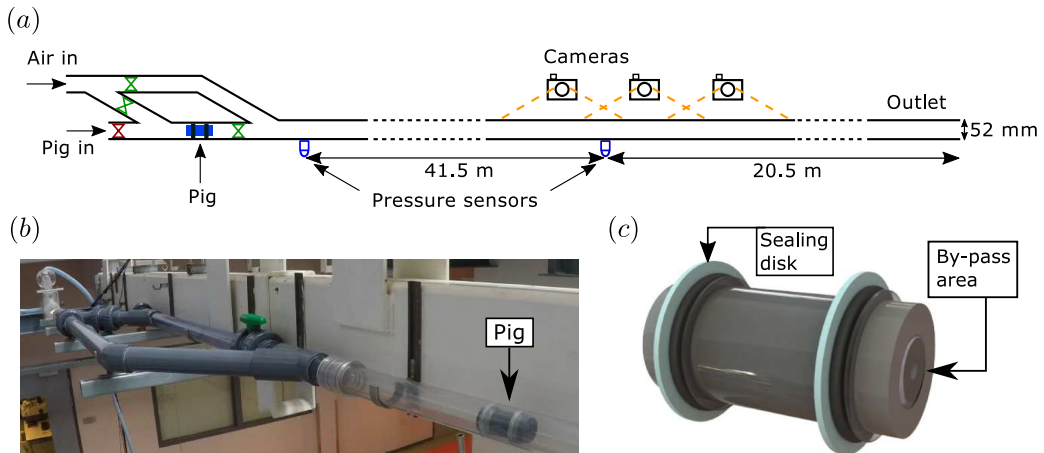 (a)
Air in
Cameras
Outlet
Pig in
52 mm
41.5 m
20.5 m
Pig
Pressure sensors
(b)
Pig
(c)
Sealing
disk
By-pass
area